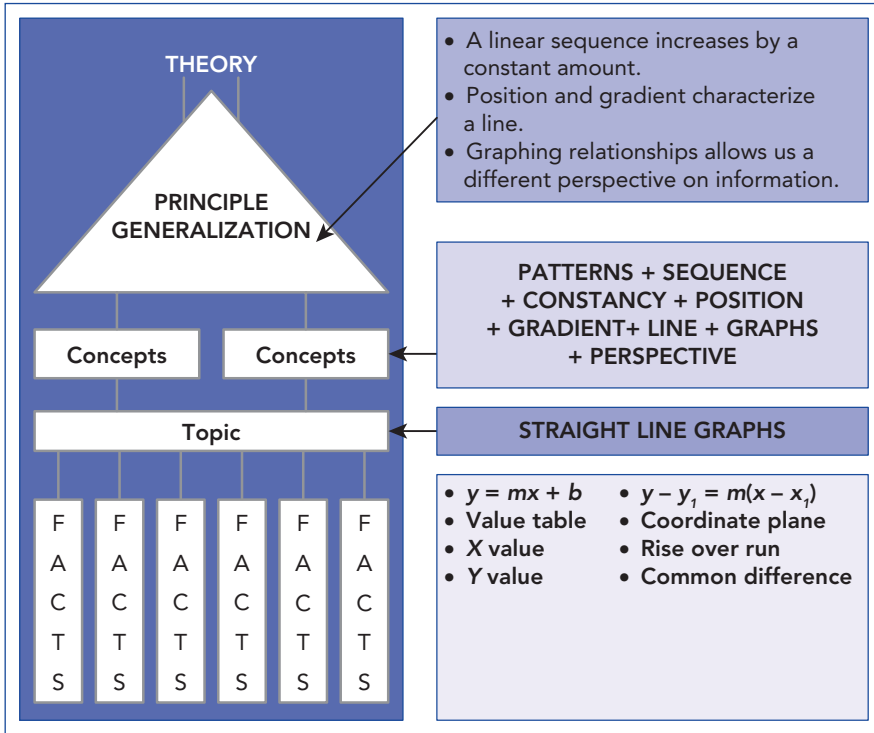 THEORY
PRINCIPLE
GENERALIZATION
Concepts
Concepts
Topic
F A C T S
F A C T S
F A C T S
F A C T S
F A C T S
F A C T S
• A linear sequence increases by a
constant amount.
• Position and gradient characterize
a line.
• Graphing relationships allows us a
different perspective on information.
PATTERNS + SEQUENCE
+ CONSTANCY + POSITION
+ GRADIENT+ LINE + GRAPHS
+ PERSPECTIVE
STRAIGHT LINE GRAPHS
• y = mx + b
• Value table
• X value
• Y value
• y – y₁ = m(x – x₁)
• Coordinate plane
• Rise over run
• Common difference